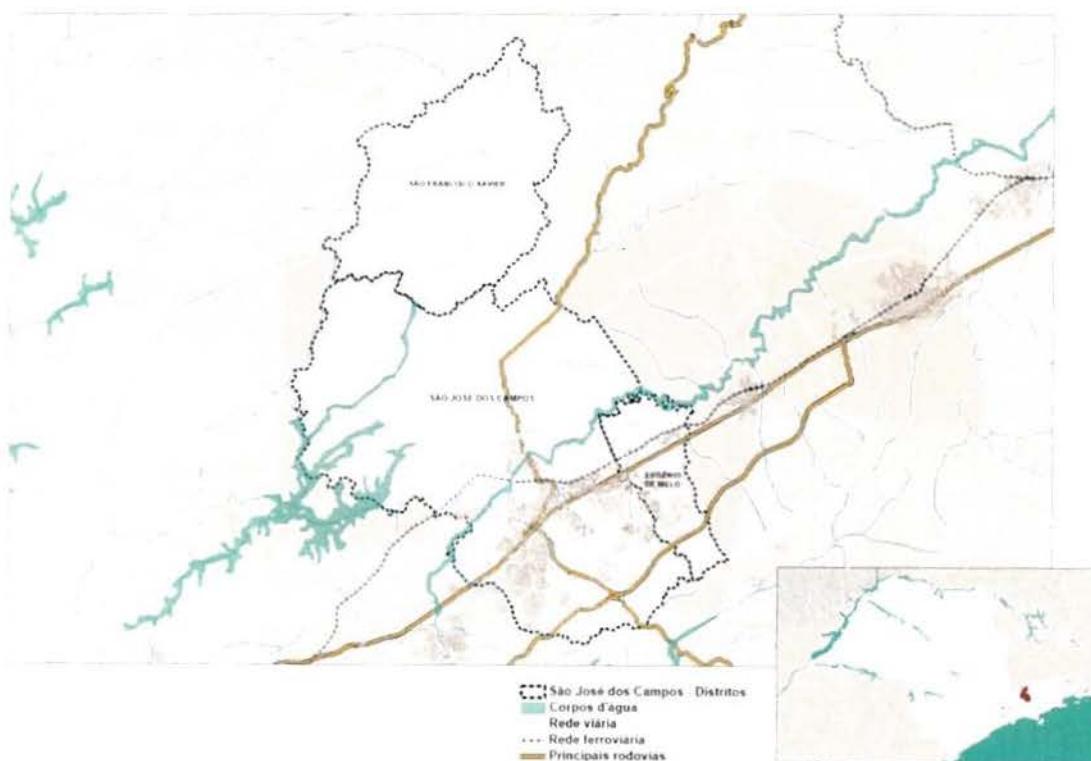 SÃO FRANCISCO XAVIER
SÃO JOSÉ DOS CAMPOS
EUGÊNIO
DE MELO
São José dos Campos - Distritos
Corpos d'água
Rede viária
Rede ferroviária
Principais rodovias